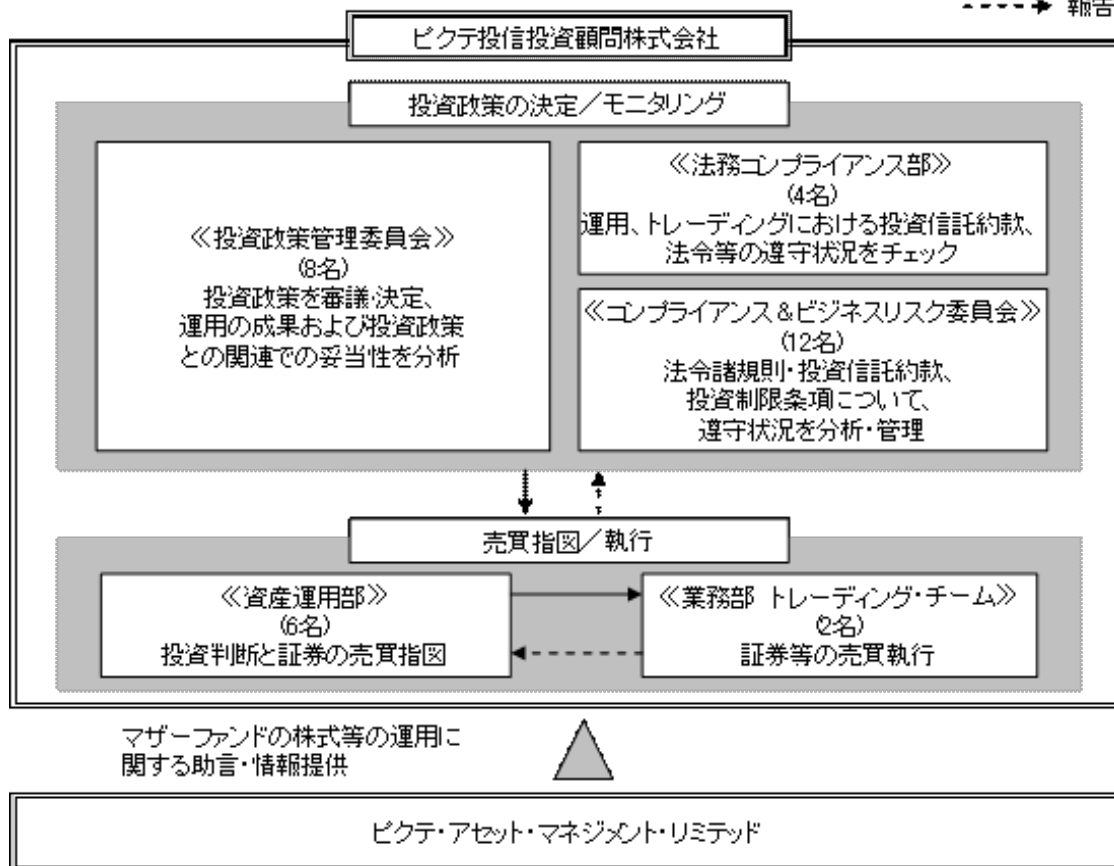 報告
ピクテ投信投資顧問株式会社
投資政策の決定／モニタリング
≪投資政策管理委員会≫
(8名)
投資政策を審議・決定、
運用の成果および投資政策
との関連での妥当性を分析
≪法務コンプライアンス部≫
(4名)
運用、トレーディングにおける投資信託約款、
法令等の遵守状況をチェック
≪コンプライアンス＆ビジネスリスク委員会≫
(12名)
法令諸規則・投資信託約款、
投資制限条項について、
遵守状況を分析・管理
売買指図／執行
≪資産運用部≫
(6名)
投資判断と証券の売買指図
≪業務部 トレーディング・チーム≫
(2名)
証券等の売買執行
マザーファンドの株式等の運用に
関する助言・情報提供
ピクテ・アセット・マネジメント・リミテッド